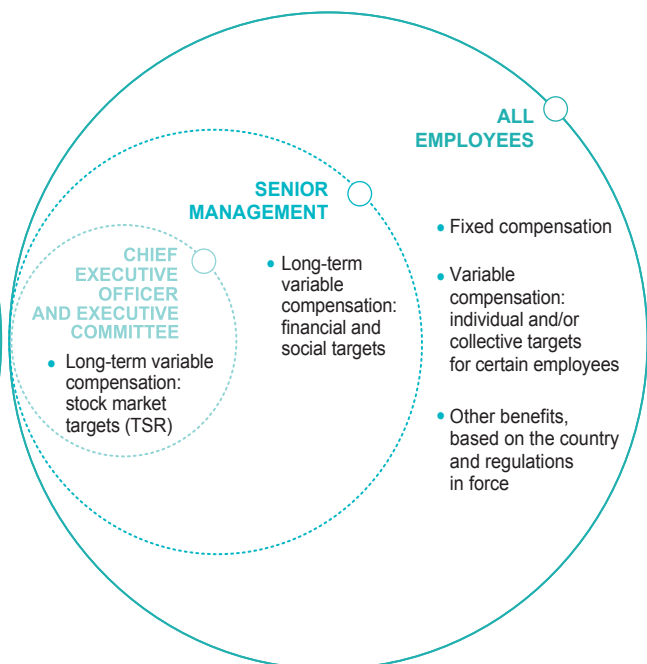 ALL
EMPLOYEES
• Fixed compensation
• Variable
compensation:
individual and/or
collective targets
for certain employees
• Other benefits,
based on the country
and regulations
in force
SENIOR
MANAGEMENT
• Long-term
variable
compensation:
financial and
social targets
CHIEF
EXECUTIVE
OFFICER
AND EXECUTIVE
COMMITTEE
• Long-term variable
compensation:
stock market
targets (TSR)